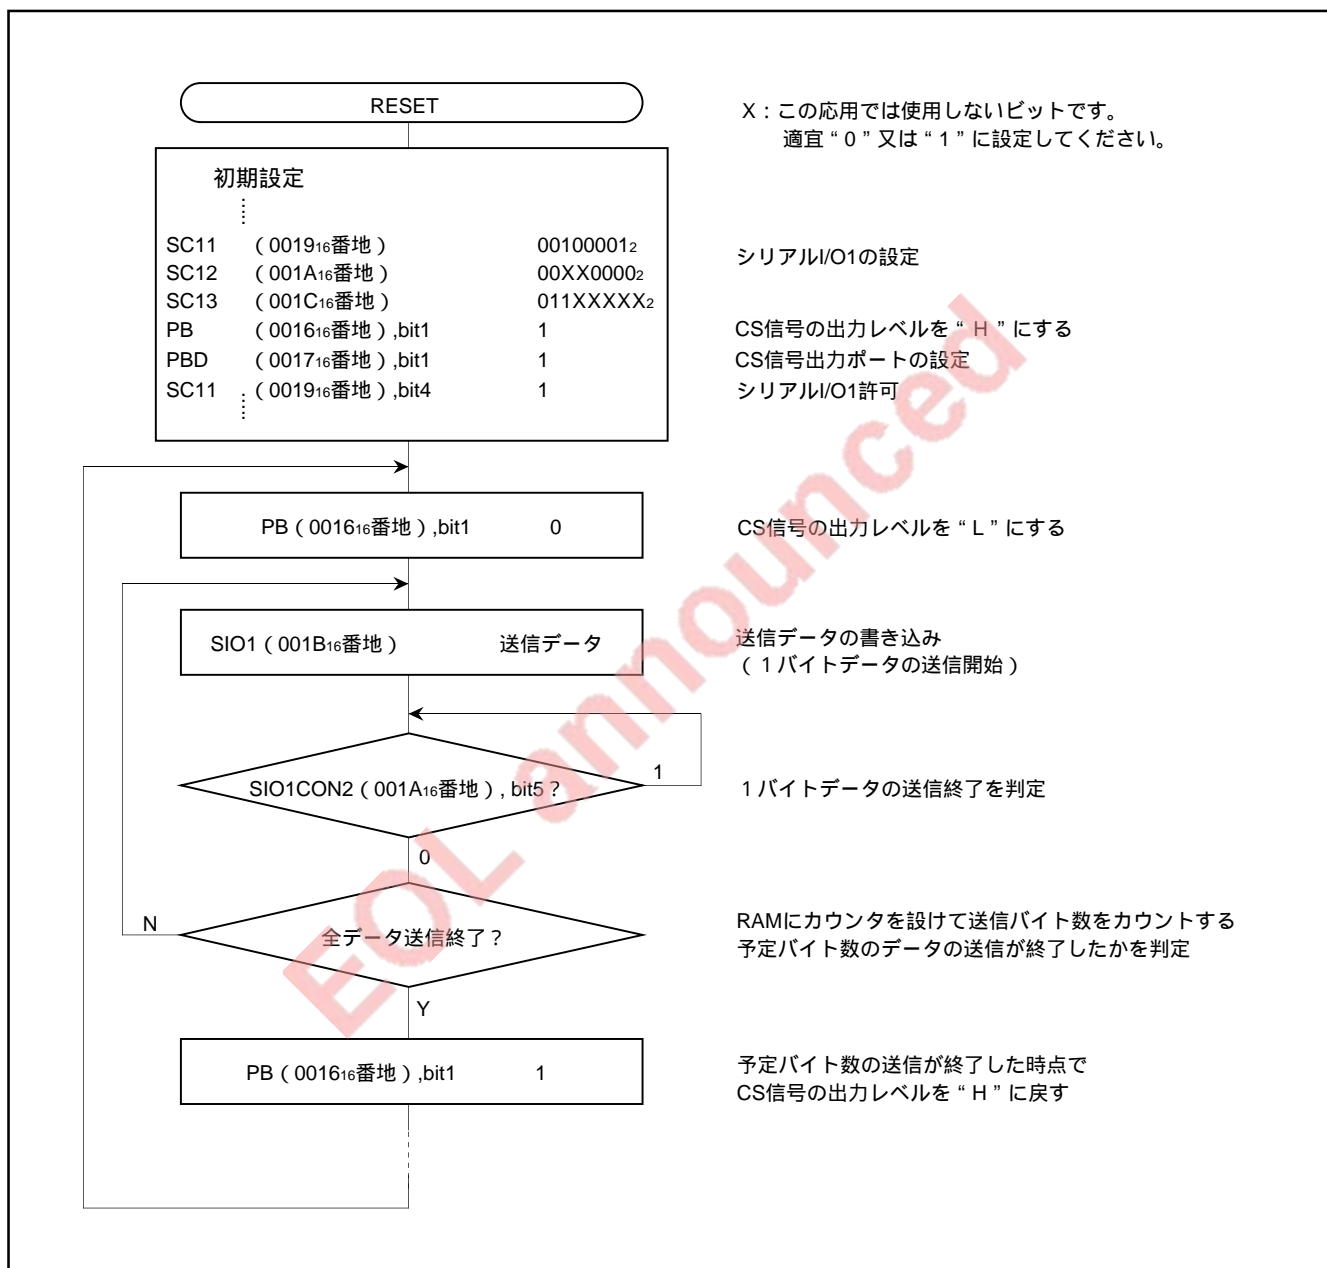 RESET
X：この応用では使用しないビットです。
適宜“0”又は“1”に設定してください。
初期設定
SC11 （0019₁₆番地） 00100001₂ シリアルI/O1の設定
SC12 （001A₁₆番地） 00XX0000₂
SC13 （001C₁₆番地） 011XXXXX₂
PB （0016₁₆番地）,bit1 1 CS信号の出力レベルを“H”にする
PBD （0017₁₆番地）,bit1 1 CS信号出力ポートの設定
SC11 （0019₁₆番地）,bit4 1 シリアルI/O1許可
PB（0016₁₆番地）,bit1 0 CS信号の出力レベルを“L”にする
SIO1（001B₁₆番地） 送信データ 送信データの書き込み
（1バイトデータの送信開始）
1
SIO1CON2（001A₁₆番地）, bit5？ 1バイトデータの送信終了を判定
0
N
全データ送信終了？
RAMにカウンタを設けて送信バイト数をカウントする
予定バイト数のデータの送信が終了したかを判定
Y
PB（0016₁₆番地）,bit1 1
予定バイト数の送信が終了した時点で
CS信号の出力レベルを“H”に戻す
EOL announced